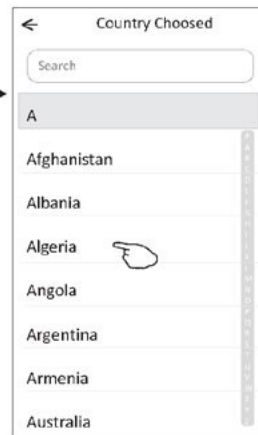 Country Choosed
Search
A
Afghanistan
Albania
Algeria
Angola
Argentina
Armenia
Australia